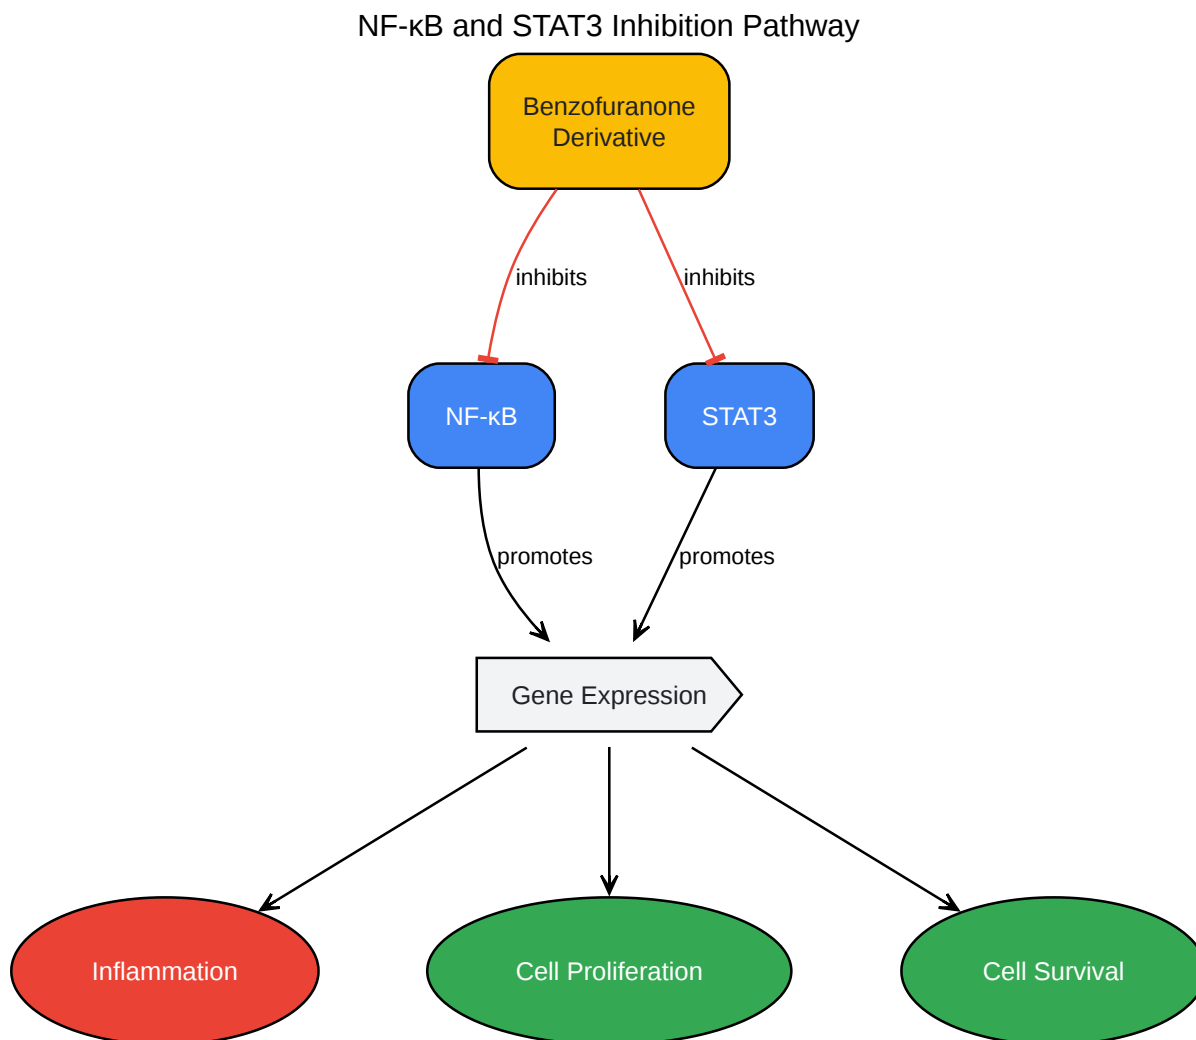 NF-κB and STAT3 Inhibition Pathway
Benzofuranone
Derivative
inhibits
inhibits
NF-κB
STAT3
promotes
promotes
Gene Expression
Inflammation
Cell Proliferation
Cell Survival